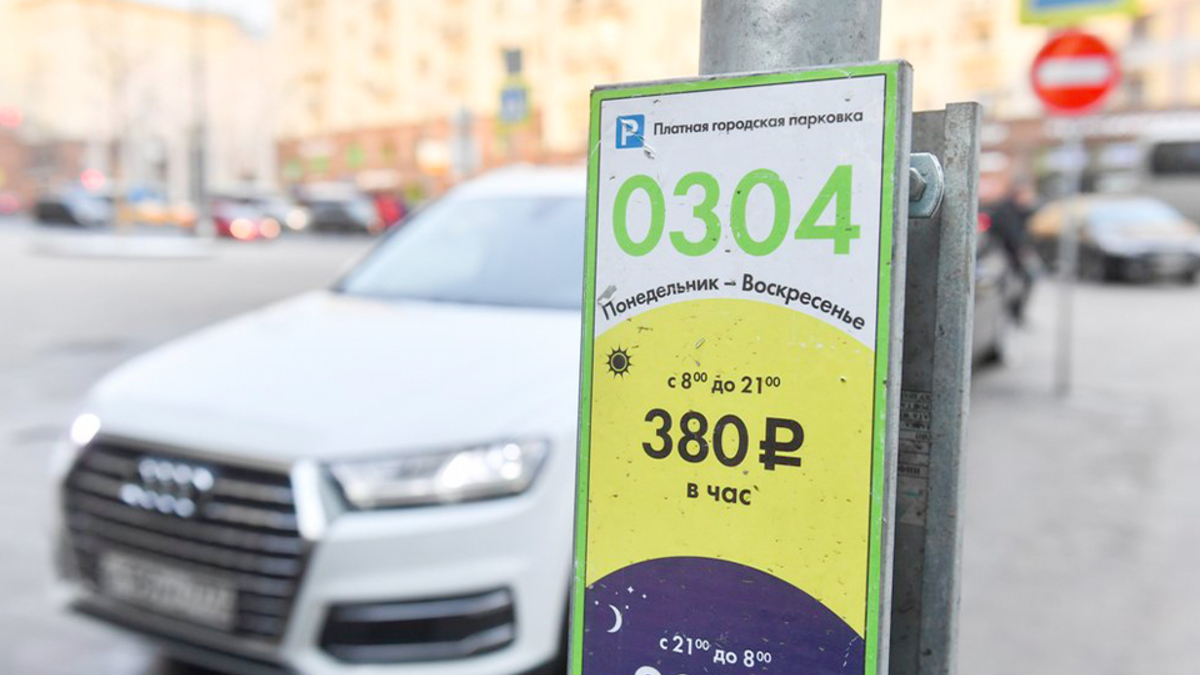 P Платная городская парковка
0304
Понедельник – Воскресенье
с 8⁰⁰ до 21⁰⁰
380 ₽
в час
с 21⁰⁰ до 8⁰⁰